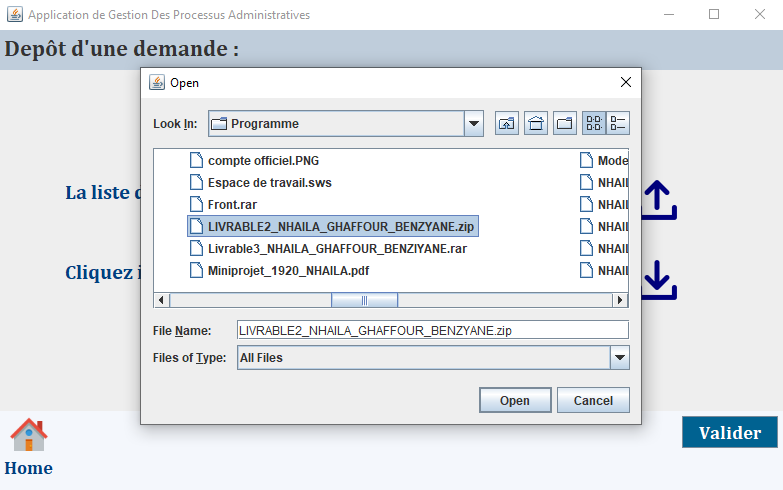 Application de Gestion Des Processus Administratives
Depôt d'une demande :
Open
Look In:
Programme
compte officiel.PNG
Espace de travail.sws
Front.rar
LIVRABLE2_NHAILA_GHAFFOUR_BENZYANE.zip
Livrable3_NHAILA_GHAFFOUR_BENZIYANE.rar
Miniprojet_1920_NHAILA.pdf
Mode
NHAIL
NHAIL
NHAIL
NHAIL
NHAIL
La liste
Cliquez
File Name:
LIVRABLE2_NHAILA_GHAFFOUR_BENZYANE.zip
Files of Type:
All Files
Open
Cancel
Home
Valider